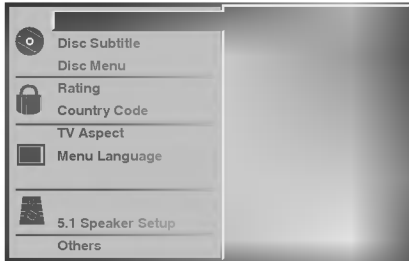 Disc Subtitle
Disc Menu
Rating
Country Code
TV Aspect
Menu Language
5.1 Speaker Setup
Others